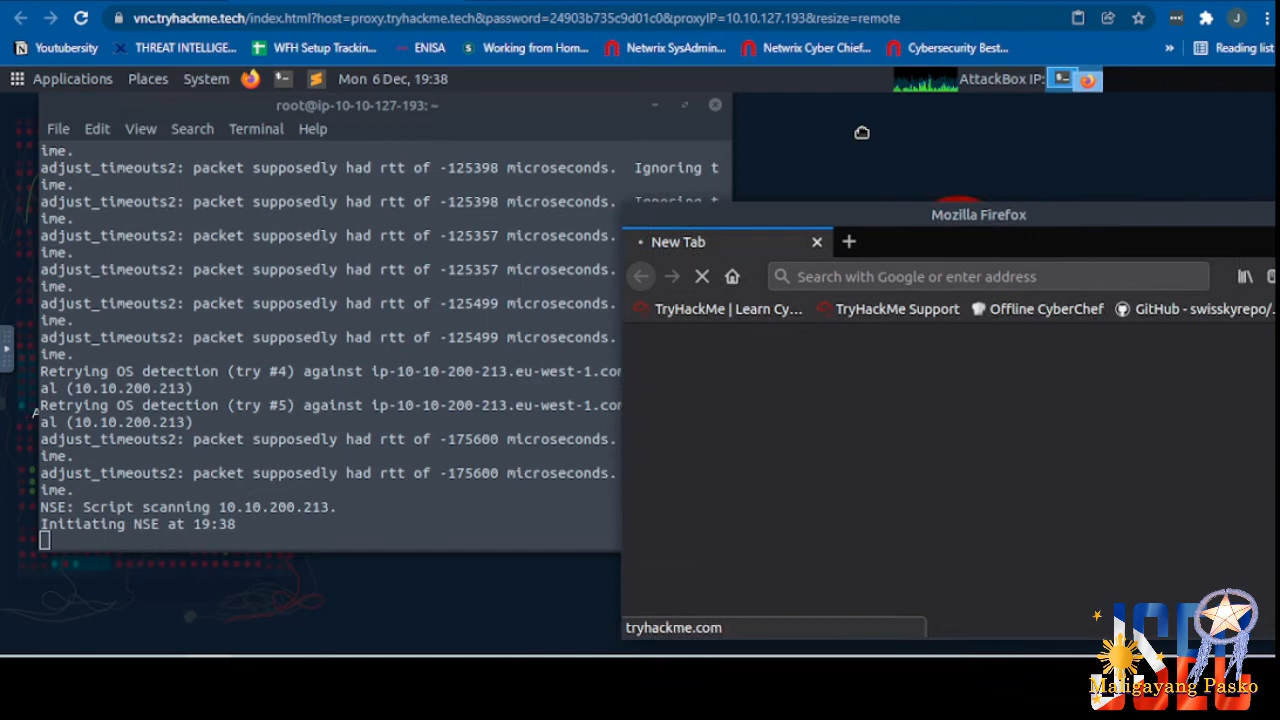 vnc.tryhackme.tech/index.html?host=proxy.tryhackme.tech&password=24903b735c9d01c0&proxyIP=10.10.127.193&resize=remote
J
Youtubersity THREAT INTELLIGE... WFH Setup Trackin... ENISA Working from Hom... Netwrix SysAdmin... Netwrix Cyber Chief... Cybersecurity Best... » Reading list
Applications Places System Mon 6 Dec, 19:38 AttackBox IP:
root@ip-10-10-127-193: ~
File Edit View Search Terminal Help
ime.
adjust_timeouts2: packet supposedly had rtt of -125398 microseconds. Ignoring t
ime.
adjust_timeouts2: packet supposedly had rtt of -125398 microseconds. Ignoring t
ime.
adjust_timeouts2: packet supposedly had rtt of -125357 microseconds.
ime.
adjust_timeouts2: packet supposedly had rtt of -125357 microseconds.
ime.
adjust_timeouts2: packet supposedly had rtt of -125499 microseconds.
ime.
adjust_timeouts2: packet supposedly had rtt of -125499 microseconds.
ime.
Retrying OS detection (try #4) against ip-10-10-200-213.eu-west-1.com
al (10.10.200.213)
Retrying OS detection (try #5) against ip-10-10-200-213.eu-west-1.com
al (10.10.200.213)
adjust_timeouts2: packet supposedly had rtt of -175600 microseconds.
ime.
adjust_timeouts2: packet supposedly had rtt of -175600 microseconds.
ime.
NSE: Script scanning 10.10.200.213.
Initiating NSE at 19:38
Mozilla Firefox
New Tab
Search with Google or enter address
TryHackMe | Learn Cy... TryHackMe Support Offline CyberChef GitHub - swisskyrepo/.
tryhackme.com
Maligayang Pasko